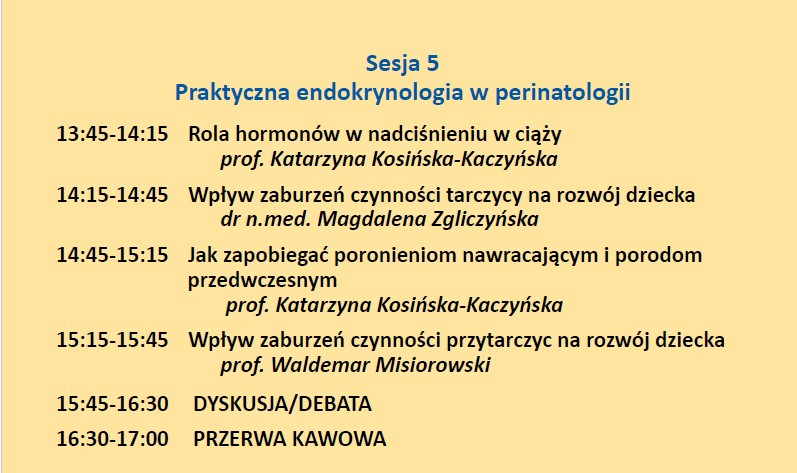 Sesja 5
Praktyczna endokrynologia w perinatologii
13:45-14:15 Rola hormonów w nadciśnieniu w ciąży
prof. Katarzyna Kosińska-Kaczyńska
14:15-14:45 Wpływ zaburzeń czynności tarczycy na rozwój dziecka
dr n.med. Magdalena Zgliczyńska
14:45-15:15 Jak zapobiegać poronieniom nawracającym i porodom
przedwczesnym
prof. Katarzyna Kosińska-Kaczyńska
15:15-15:45 Wpływ zaburzeń czynności przytarczyc na rozwój dziecka
prof. Waldemar Misiorowski
15:45-16:30 DYSKUSJA/DEBATA
16:30-17:00 PRZERWA KAWOWA